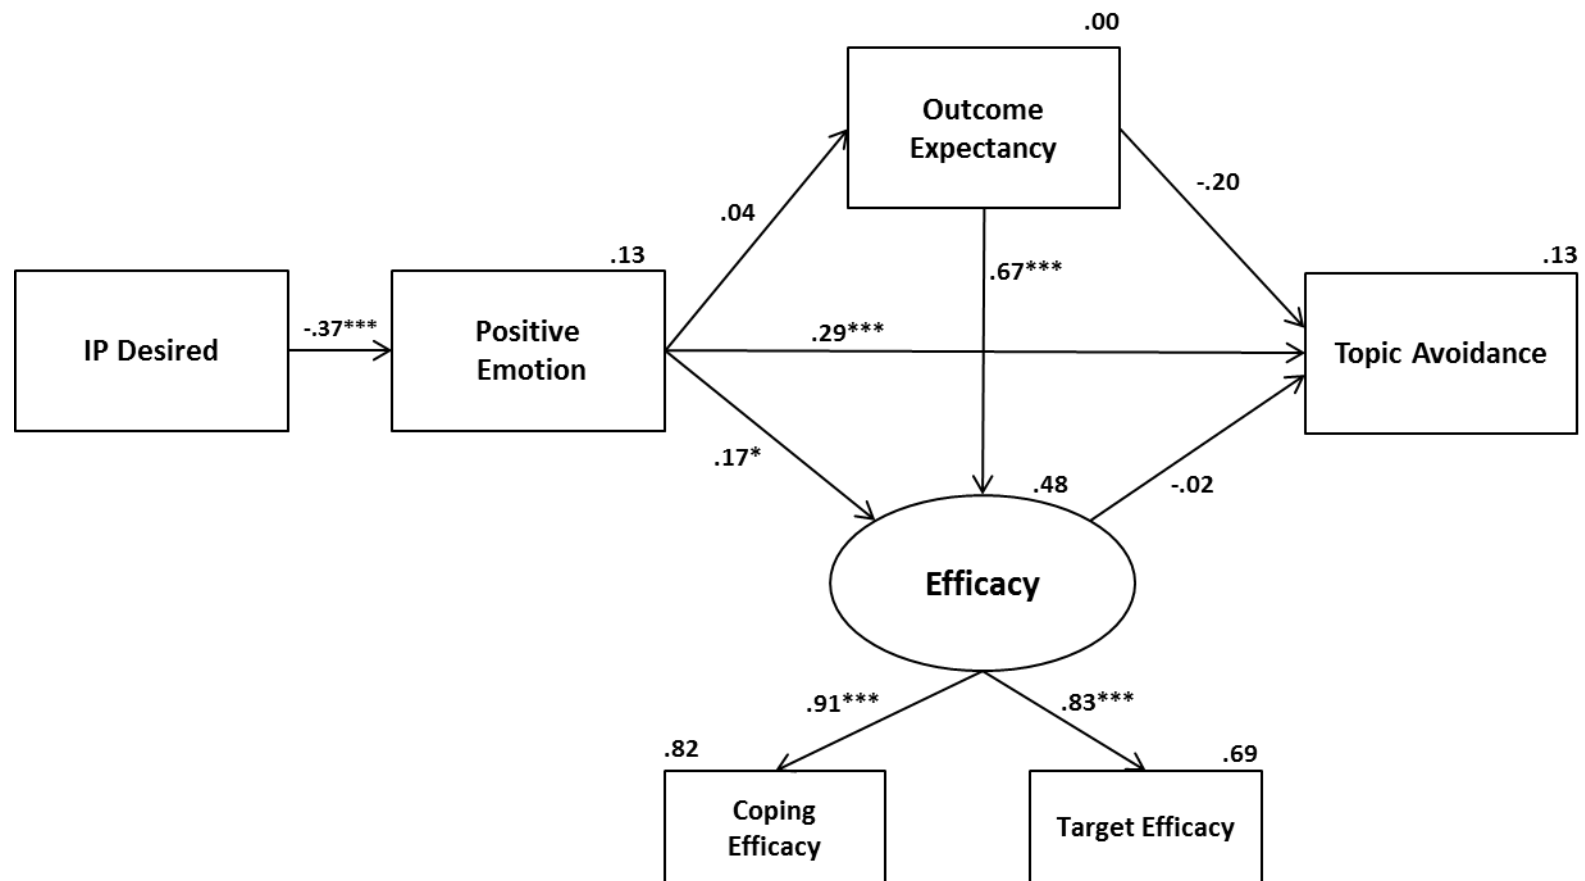 .00
Outcome
Expectancy
-.20
.04
.13
.13
.67***
IP Desired
-.37***
Positive
Emotion
.29***
Topic Avoidance
.17*
.48
-.02
Efficacy
.91***
.83***
.82
.69
Coping
Efficacy
Target Efficacy